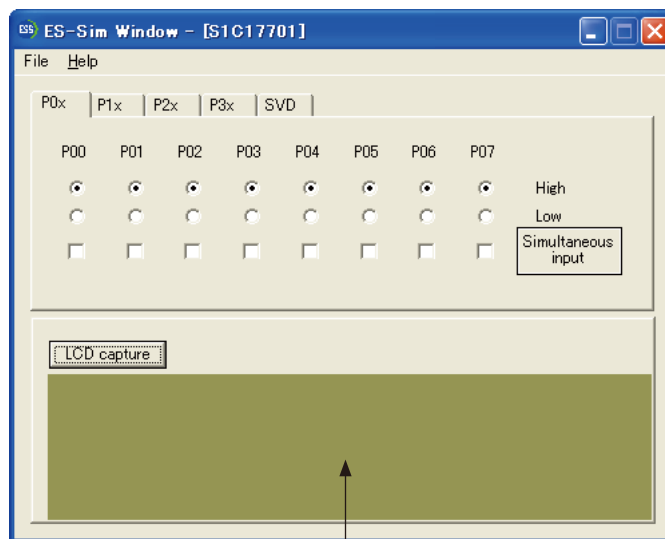 ESS ES-Sim Window - [S1C17701]
File Help
P0x P1x P2x P3x SVD
P00 P01 P02 P03 P04 P05 P06 P07
High
Low
Simultaneous
input
LCD capture